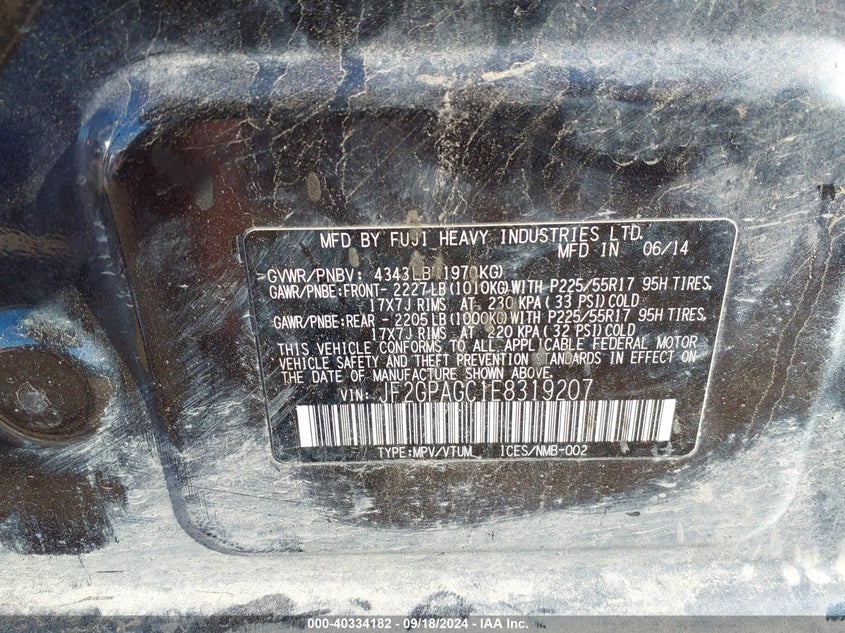 MFD BY FUJI HEAVY INDUSTRIES LTD.
MFD IN 06/14
GVWR/PNBV: 4343LB (1970KG)
GAWR/PNBE:FRONT- 2227LB(1010KG)WITH P225/55R17 95H TIRES,
17X7J RIMS AT 230 KPA(33 PSI)COLD
GAWR/PNBE:REAR - 2205LB(1000KG)WITH P225/55R17 95H TIRES,
17X7J RIMS AT 220 KPA(32 PSI)COLD
THIS VEHICLE CONFORMS TO ALL APPLICABLE FEDERAL MOTOR
VEHICLE SAFETY AND THEFT PREVENTION STANDARDS IN EFFECT ON
THE DATE OF MANUFACTURE SHOWN ABOVE.
VIN: JF2GPAGC1E8319207
TYPE:MPV/VTUM ICES/NMB-002
000-40334182 - 09/18/2024 - IAA Inc.